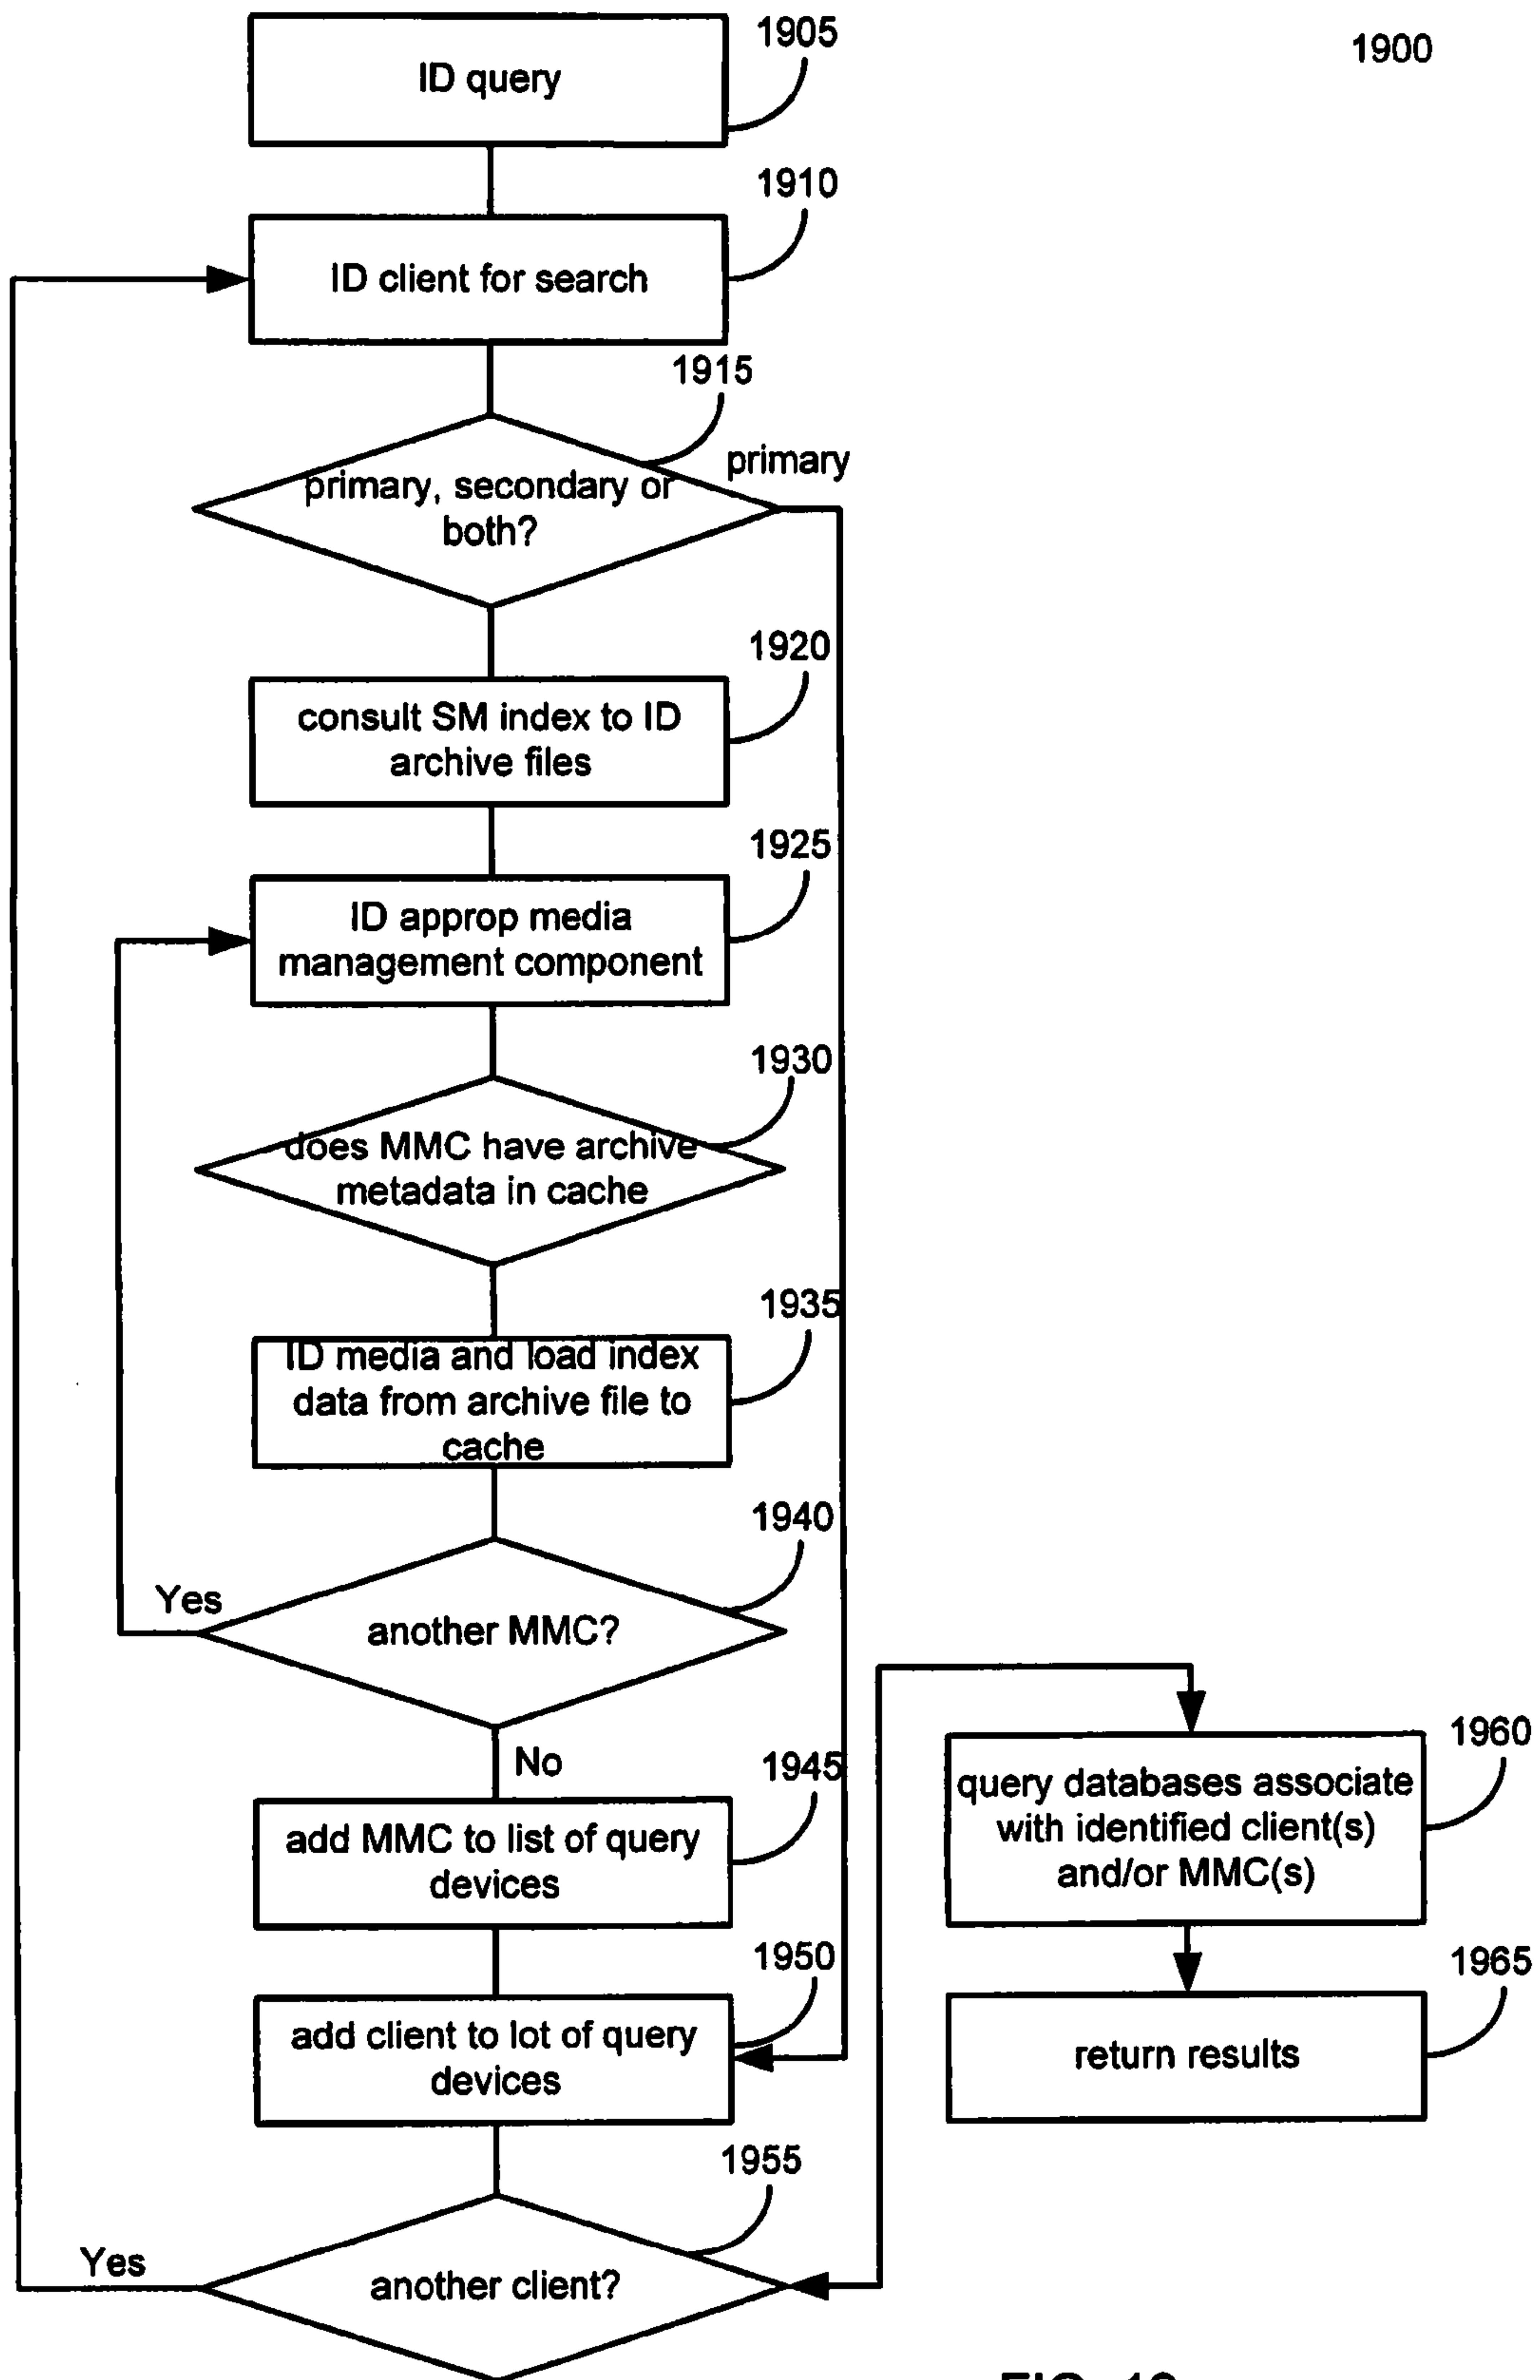 1905
1900
ID query
1910
ID client for search
1915
primary
primary, secondary or
both?
1920
consult SM index to ID
archive files
1925
ID approp media
management component
1930
does MMC have archive
metadata in cache
1935
ID media and load index
data from archive file to
cache
1940
Yes
another MMC?
No
1945
add MMC to list of query
devices
1950
add client to lot of query
devices
1955
Yes
another client?
1960
query databases associate
with identified client(s)
and/or MMC(s)
1965
return results